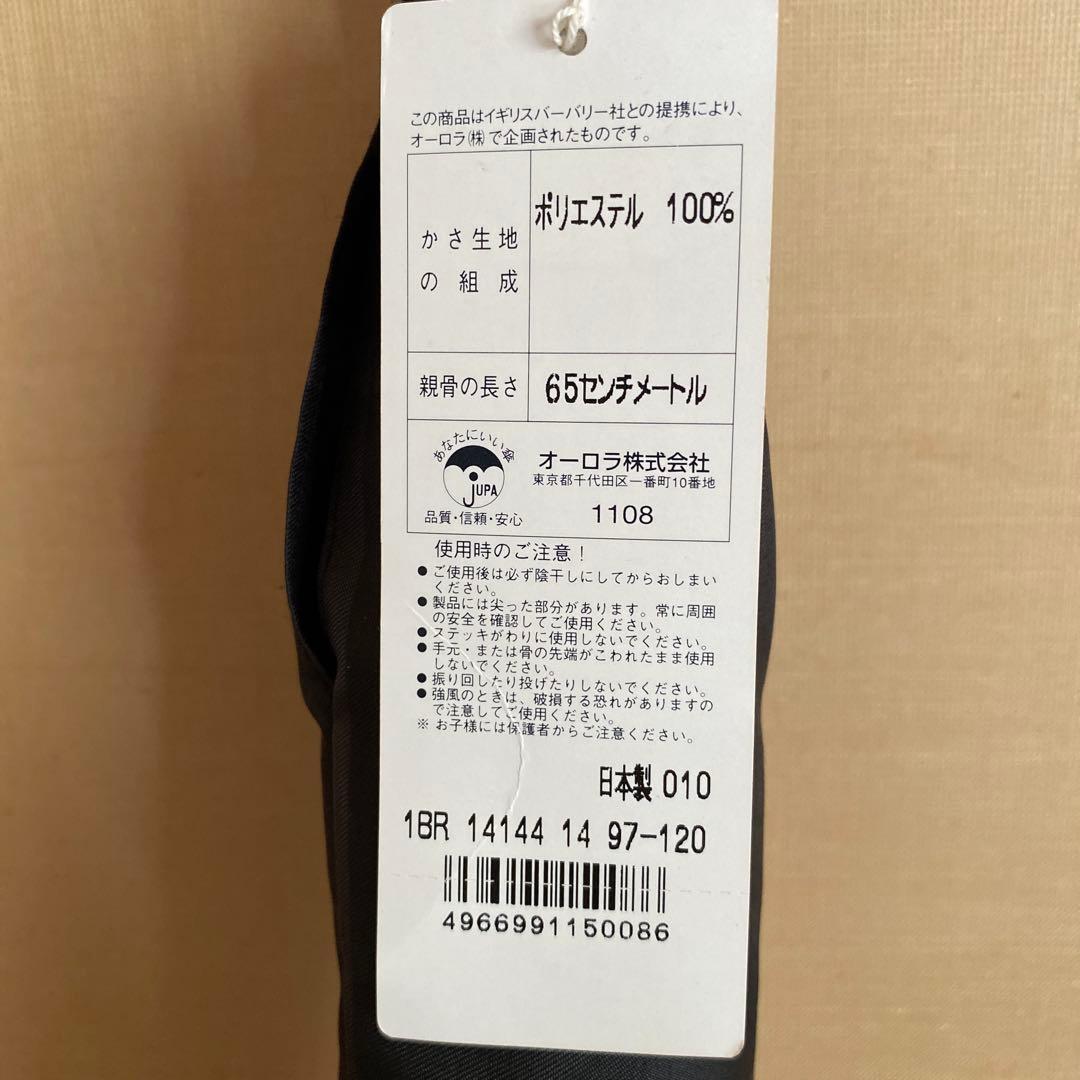 この商品はイギリスバーバリー社との提携により、
オーロラ㈱で企画されたものです。
かさ生地
の組成
ポリエステル 100%
親骨の長さ
65センチメートル
あなたにいい傘
JUPA
品質・信頼・安心
オーロラ株式会社
東京都千代田区一番町10番地
1108
使用時のご注意!
●ご使用後は必ず陰干しにしてからおしまい
ください。
●製品には尖った部分があります。常に周囲
の安全を確認してご使用ください。
●ステッキがわりに使用しないでください。
●手元・または骨の先端がこわれたまま使用
しないでください。
●振り回したり投げたりしないでください。
●強風のときは、破損する恐れがありますの
で注意してご使用ください。
※お子様には保護者からご注意ください。
日本製 010
1BR 14144 14 97-120
4966991150086